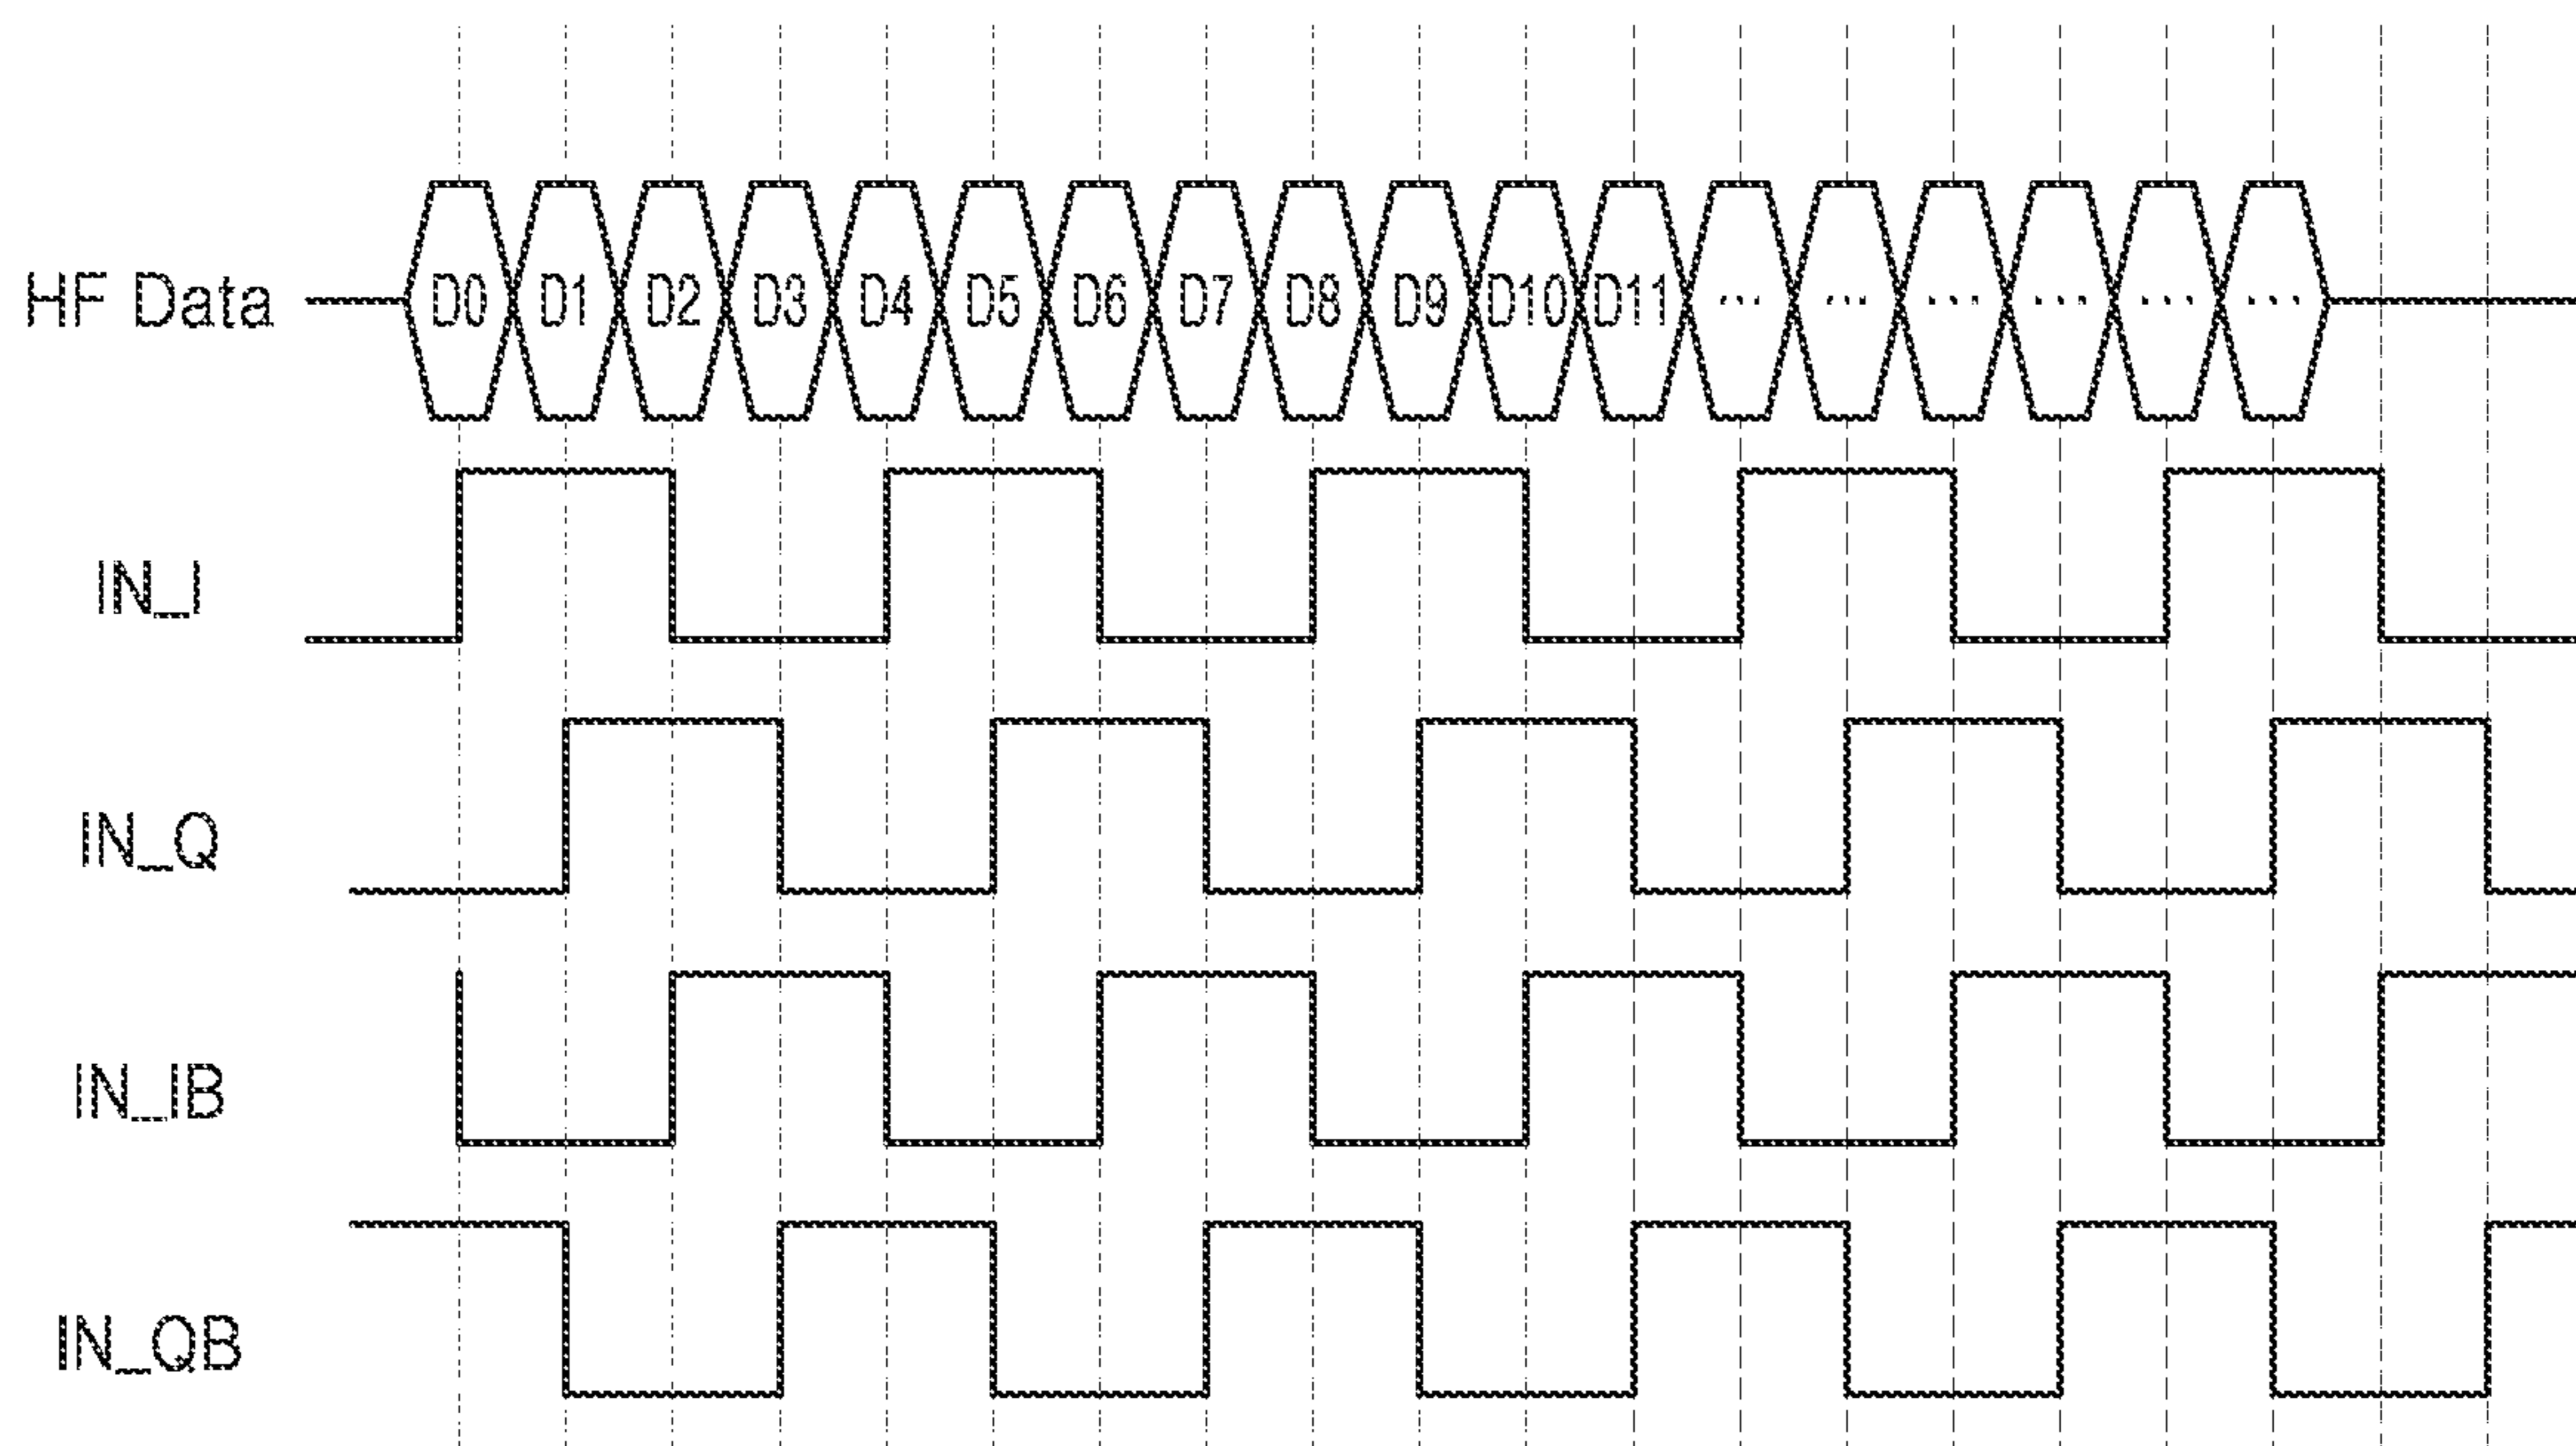 HF Data D0 D1 D2 D3 D4 D5 D6 D7 D8 D9 D10 D11 ... ... ... ... ... ...
IN_I
IN_Q
IN_IB
IN_QB